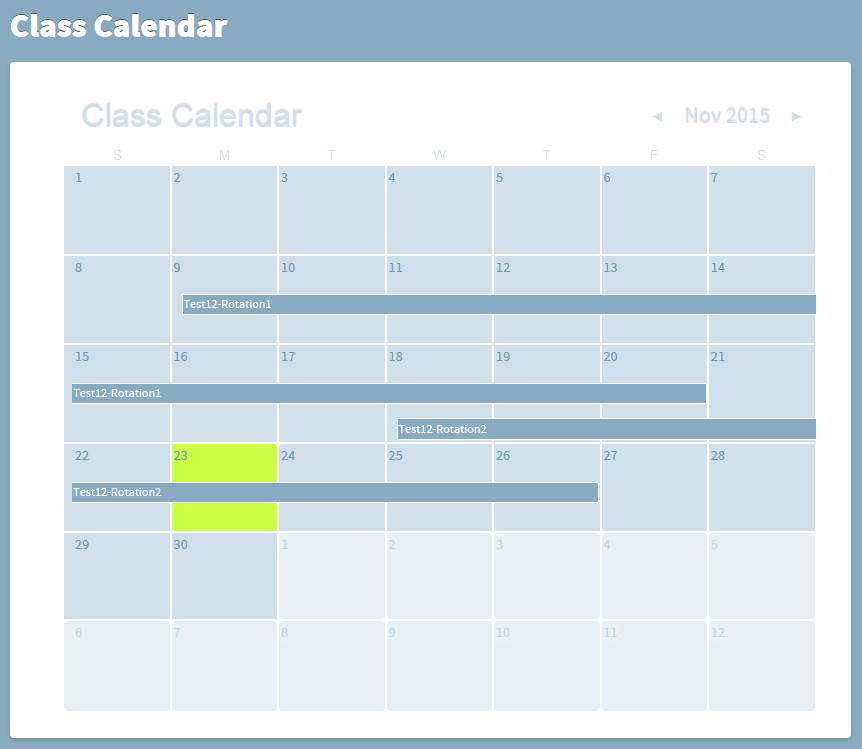 Class Calendar
Class Calendar ◄ Nov 2015 ►
S M T W T F S
1 2 3 4 5 6 7
8 9 10 11 12 13 14
Test12-Rotation1
15 16 17 18 19 20 21
Test12-Rotation1
Test12-Rotation2
22 23 24 25 26 27 28
Test12-Rotation2
29 30 1 2 3 4 5
6 7 8 9 10 11 12